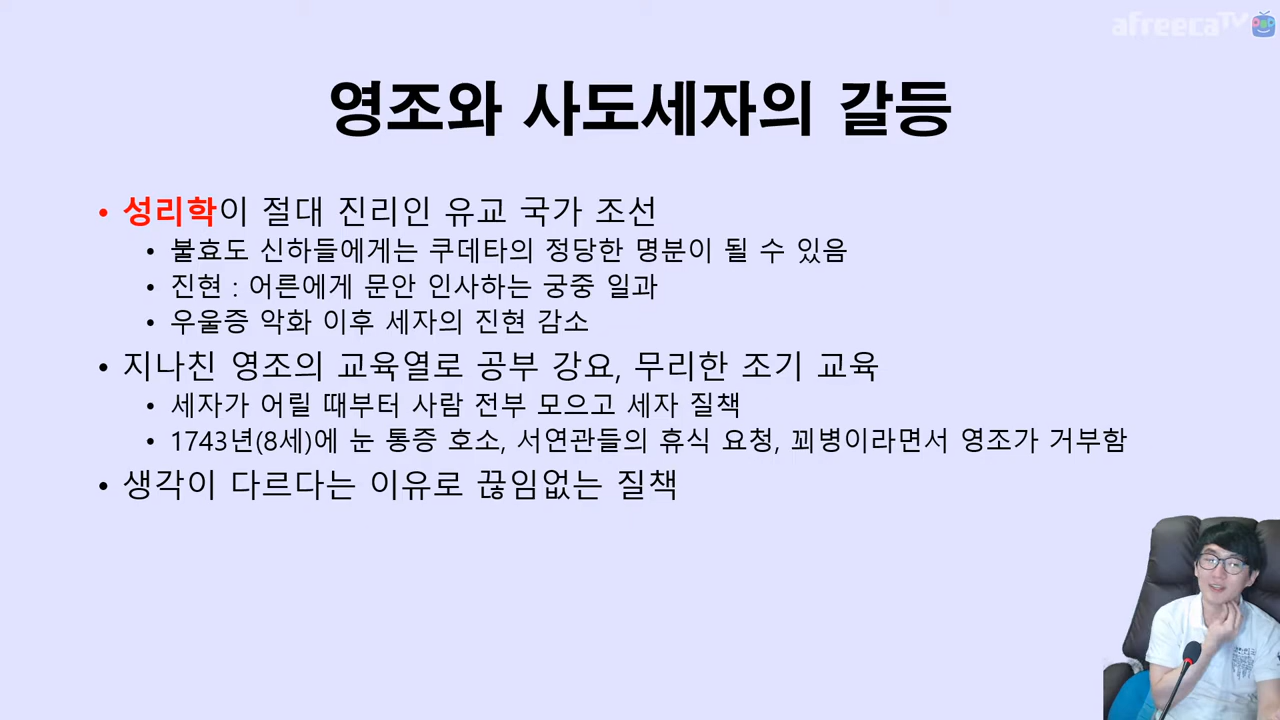 afreecaTV
영조와 사도세자의 갈등
• 성리학이 절대 진리인 유교 국가 조선
• 불효도 신하들에게는 쿠데타의 정당한 명분이 될 수 있음
• 진현 : 어른에게 문안 인사하는 궁중 일과
• 우울증 악화 이후 세자의 진현 감소
• 지나친 영조의 교육열로 공부 강요, 무리한 조기 교육
• 세자가 어릴 때부터 사람 전부 모으고 세자 질책
• 1743년(8세)에 눈 통증 호소, 서연관들의 휴식 요청, 꾀병이라면서 영조가 거부함
• 생각이 다르다는 이유로 끊임없는 질책